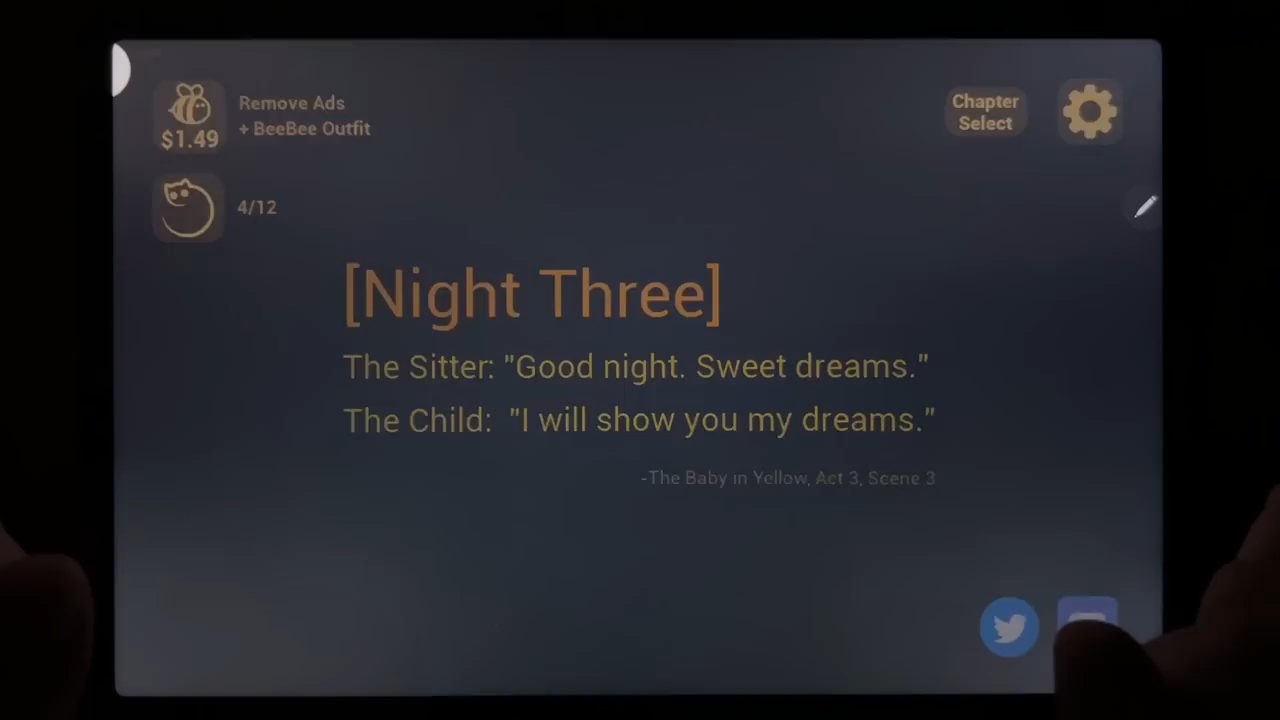 Remove Ads
+ BeeBee Outfit
$1.49
Chapter
Select
4/12
[Night Three]
The Sitter: "Good night. Sweet dreams."
The Child: "I will show you my dreams."
-The Baby in Yellow, Act 3, Scene 3